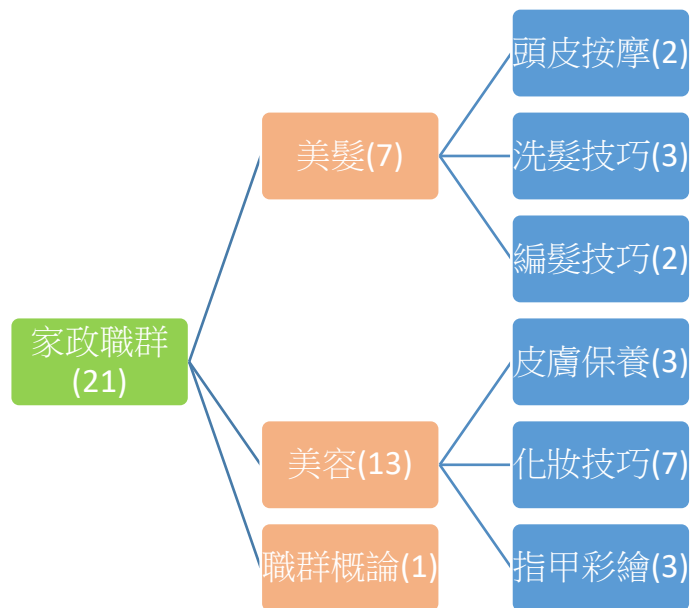 家政職群
(21)
美髮(7)
頭皮按摩(2)
洗髮技巧(3)
編髮技巧(2)
美容(13)
皮膚保養(3)
化妝技巧(7)
指甲彩繪(3)
職群概論(1)